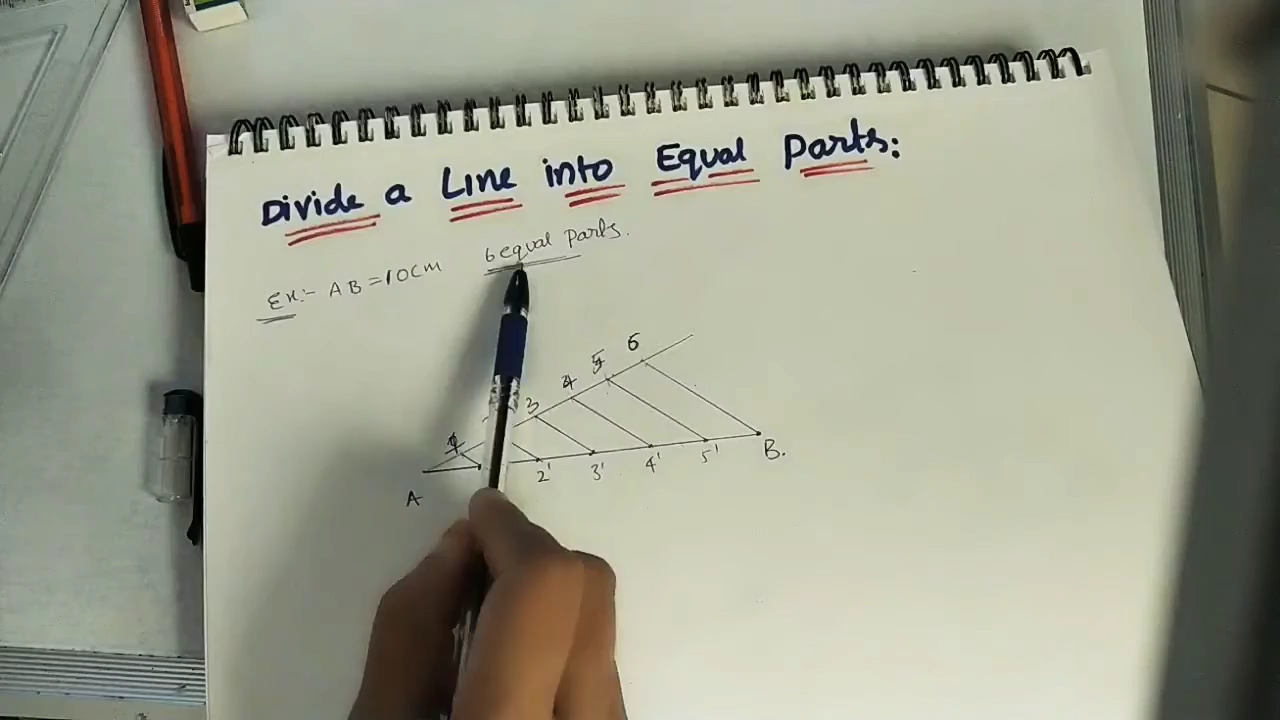 Divide a Line into Equal Parts:
Ex:- AB=10cm 6 equal Parts.
6
5
4
3
1
A
2' 3' 4' 5' B.